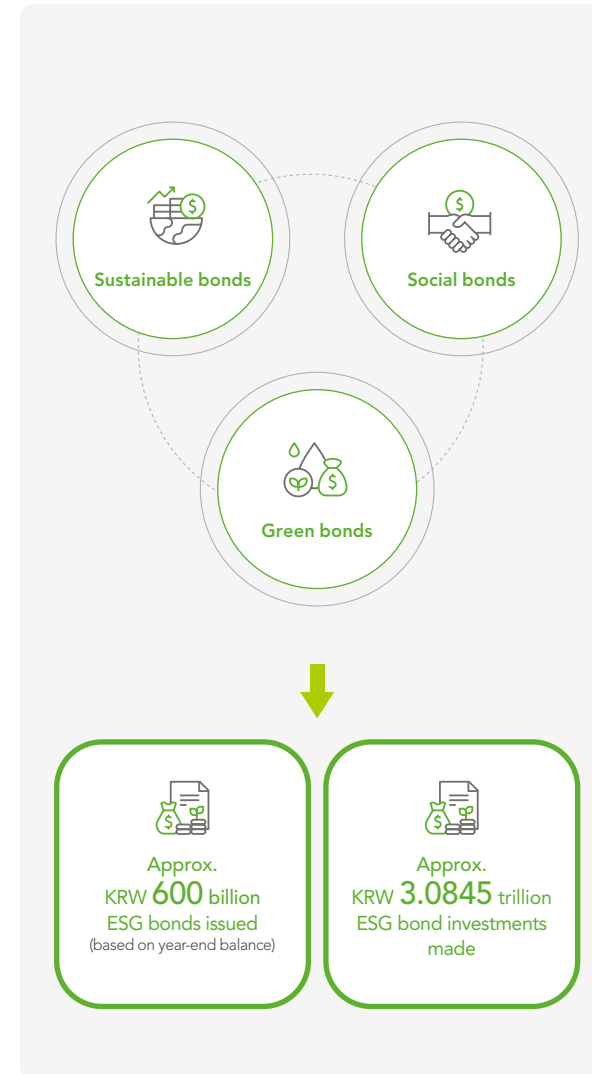 Sustainable bonds
Social bonds
Green bonds
Approx.
KRW 600 billion
ESG bonds issued
(based on year-end balance)
Approx.
KRW 3.0845 trillion
ESG bond investments
made